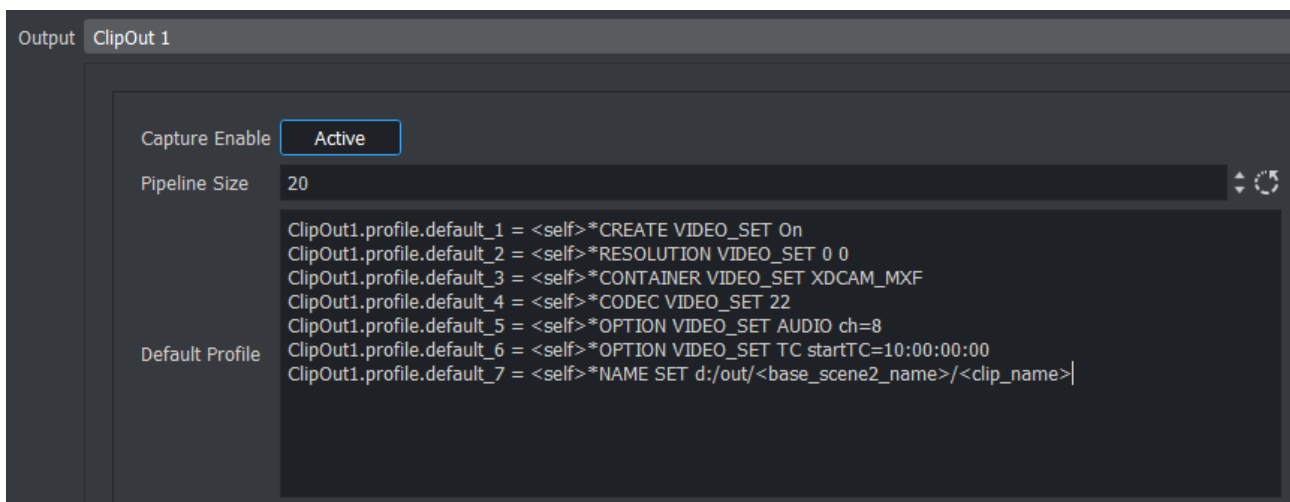 Output ClipOut 1
Capture Enable Active
Pipeline Size 20
Default Profile
ClipOut1.profile.default_1 = <self>*CREATE VIDEO_SET On
ClipOut1.profile.default_2 = <self>*RESOLUTION VIDEO_SET 0 0
ClipOut1.profile.default_3 = <self>*CONTAINER VIDEO_SET XDCAM_MXF
ClipOut1.profile.default_4 = <self>*CODEC VIDEO_SET 22
ClipOut1.profile.default_5 = <self>*OPTION VIDEO_SET AUDIO ch=8
ClipOut1.profile.default_6 = <self>*OPTION VIDEO_SET TC startTC=10:00:00:00
ClipOut1.profile.default_7 = <self>*NAME SET d:/out/<base_scene2_name>/<clip_name>